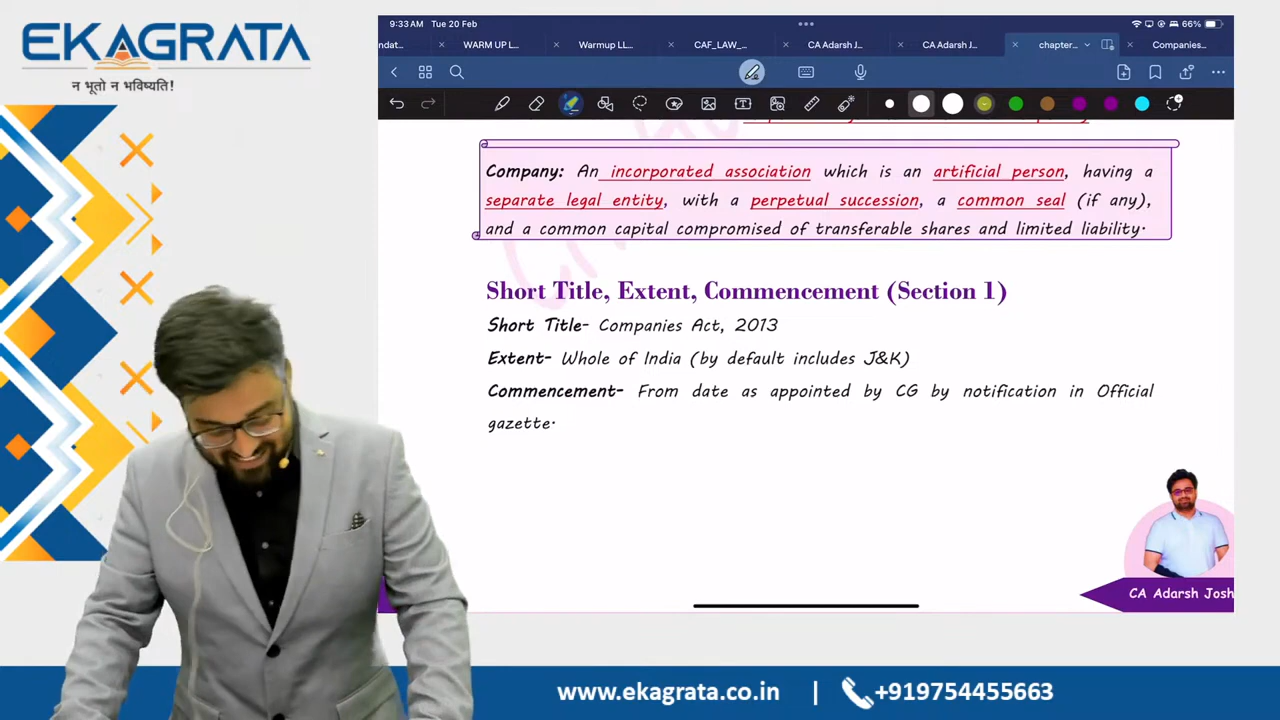 EKAGRATA
न भूतो न भविष्यति!
9:33 AM Tue 20 Feb
66%
ndat...
WARM UP L...
Warmup LL...
CAF_LAW_...
CA Adarsh J...
CA Adarsh J...
chapter...
Companies...
Company: An incorporated association which is an artificial person, having a
separate legal entity, with a perpetual succession, a common seal (if any),
and a common capital compromised of transferable shares and limited liability.
Short Title, Extent, Commencement (Section 1)
Short Title- Companies Act, 2013
Extent- Whole of India (by default includes J&K)
Commencement- From date as appointed by CG by notification in Official
gazette.
CA Adarsh Josh
www.ekagrata.co.in | +919754455663